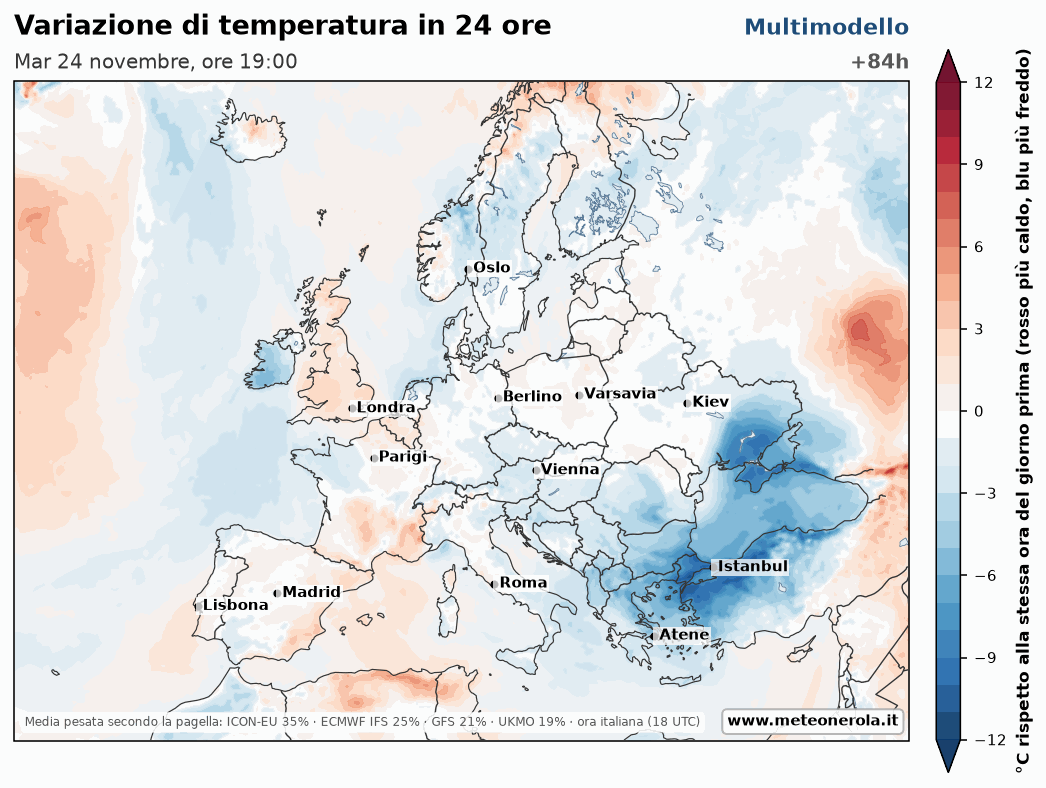 Variazione di temperatura in 24 ore
Multimodello
Mar 24 novembre, ore 19:00
+84h
Oslo
Londra
Berlino
Varsavia
Kiev
Parigi
Vienna
Istanbul
Roma
Madrid
Lisbona
Atene
Media pesata secondo la pagella: ICON-EU 35% · ECMWF IFS 25% · GFS 21% · UKMO 19% · ora italiana (18 UTC)
www.meteonerola.it
12
9
6
3
0
−3
−6
−9
−12
°C rispetto alla stessa ora del giorno prima (rosso più caldo, blu più freddo)